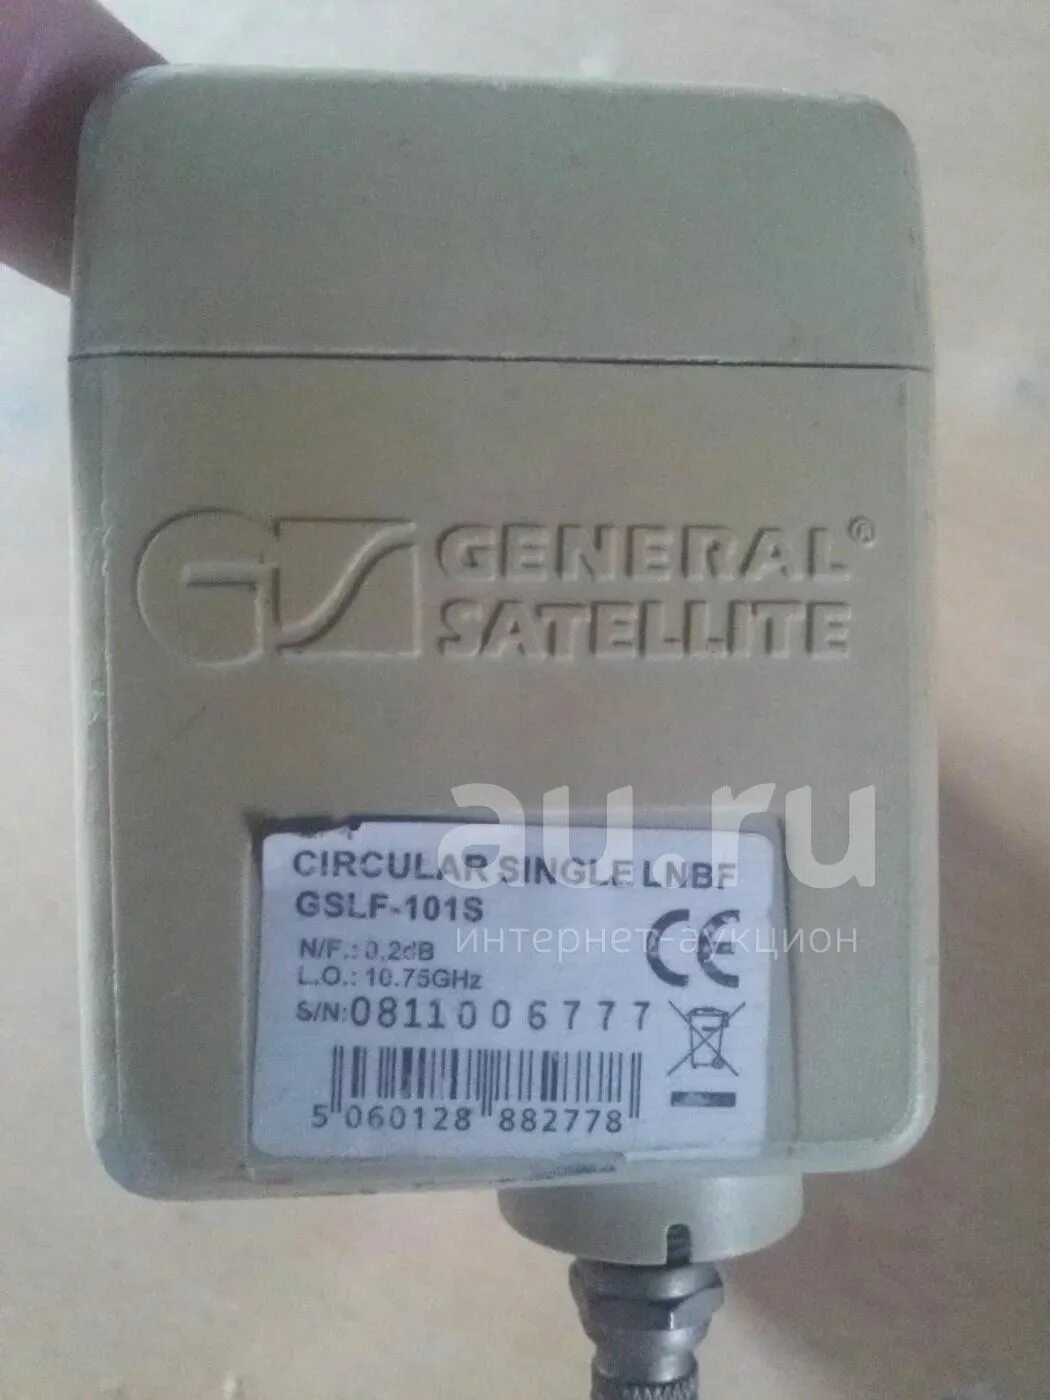 GS GENERAL®
SATELLITE
au.ru
CIRCULAR SINGLE LNBF
GSLF-101S
интернет-аукцион
N/F.: 0.2dB
L.O.: 10.75GHz
CE
S/N: 0811006777
5 060128 882778